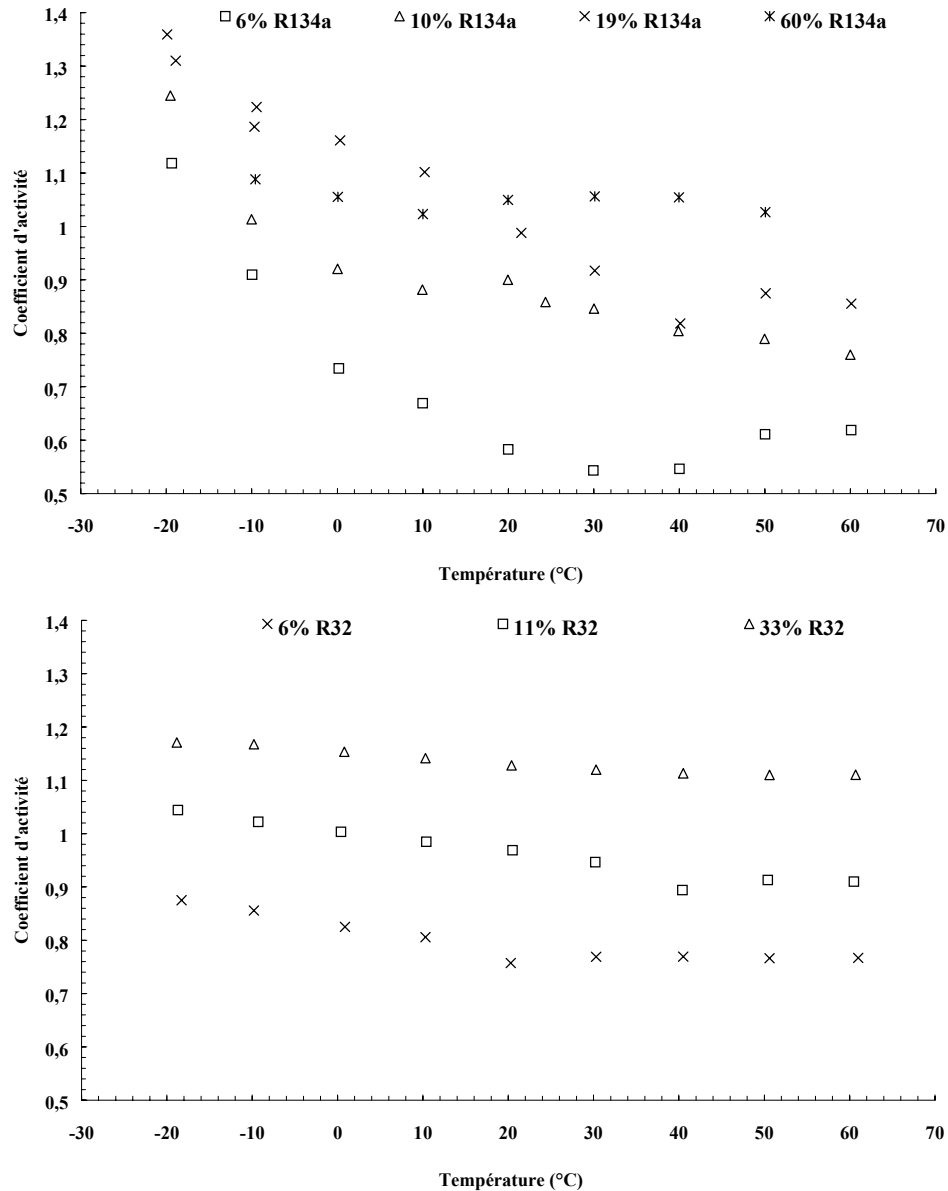 6% R134a 10% R134a 19% R134a 60% R134a
1,4
1,3
1,2
1,1
1
0,9
0,8
0,7
0,6
0,5
Coefficient d'activité
-30 -20 -10 0 10 20 30 40 50 60 70
Température (°C)
6% R32 11% R32 33% R32
1,4
1,3
1,2
1,1
1
0,9
0,8
0,7
0,6
0,5
Coefficient d'activité
-30 -20 -10 0 10 20 30 40 50 60 70
Température (°C)